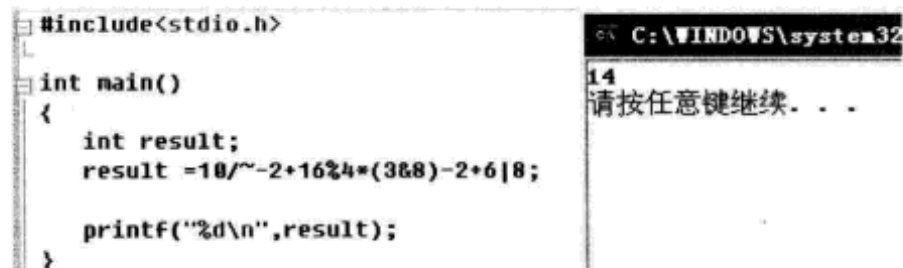 #include<stdio.h>
int main()
{
int result;
result =10/~-2+16%4*(3&8)-2+6|8;
printf("%d\n",result);
}
C:\WINDOWS\system32
14
请按任意键继续. . .